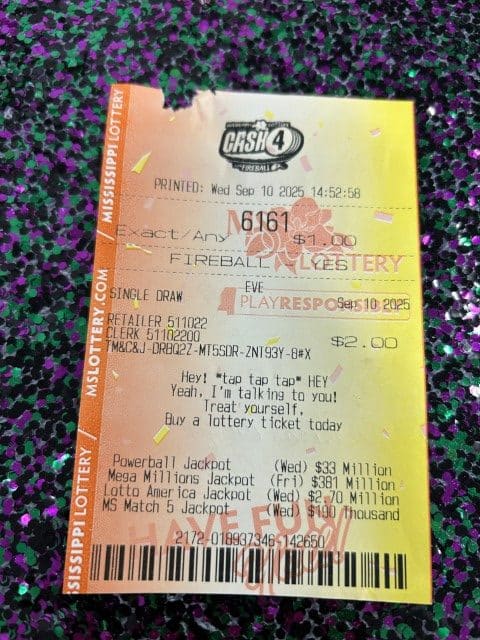 CASH 4
FIREBALL
PRINTED: Wed Sep 10 2025 14:52:58
6161
Exact/Any $1.00
FIREBALL YES
LOTTERY
EVE
SINGLE DRAW Sep 10 2025
PLAY RESPONSIBLY
RETAILER 511022
CLERK 51102200 $2.00
TM&C&J-DRBQ2Z-MT5SDR-ZNT93Y-8#X
Hey! *tap tap tap* HEY
Yeah, I'm talking to you!
Treat yourself.
Buy a lottery ticket today
Powerball Jackpot (Wed) $33 Million
Mega Millions Jackpot (Fri) $381 Million
Lotto America Jackpot (Wed) $2.70 Million
MS Match 5 Jackpot (Wed) $100 Thousand
HAVE FUN
2172-018937346-142650
SISSIPPI LOTTERY / MSLOTTERY.COM / MISSISSIPPI LOTTERY